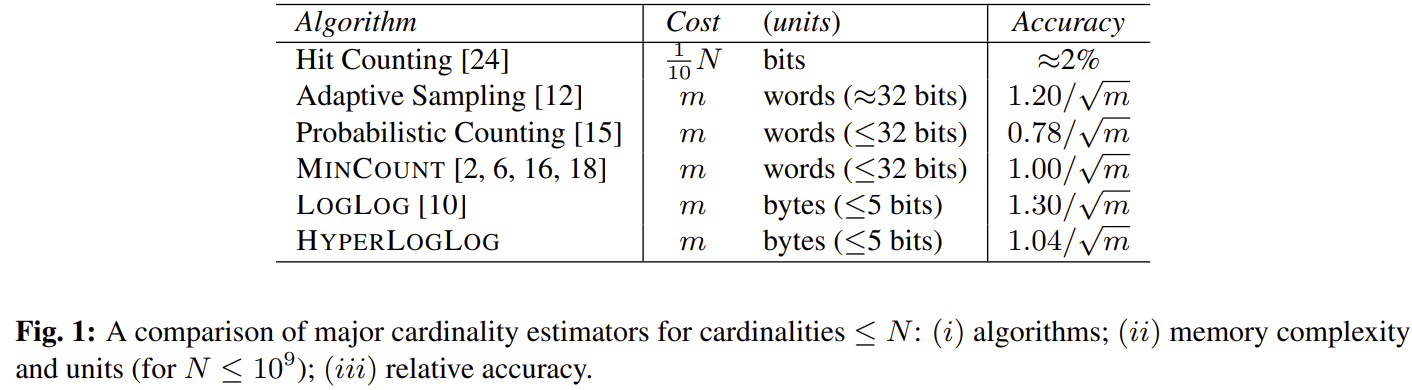 Algorithm Cost (units) Accuracy
Hit Counting [24] 1/10 N bits ≈2%
Adaptive Sampling [12] m words (≈32 bits) 1.20/√m
Probabilistic Counting [15] m words (≤32 bits) 0.78/√m
MINCOUNT [2, 6, 16, 18] m words (≤32 bits) 1.00/√m
LOGLOG [10] m bytes (≤5 bits) 1.30/√m
HYPERLOGLOG m bytes (≤5 bits) 1.04/√m
Fig. 1: A comparison of major cardinality estimators for cardinalities ≤ N: (i) algorithms; (ii) memory complexity
and units (for N ≤ 10⁹); (iii) relative accuracy.